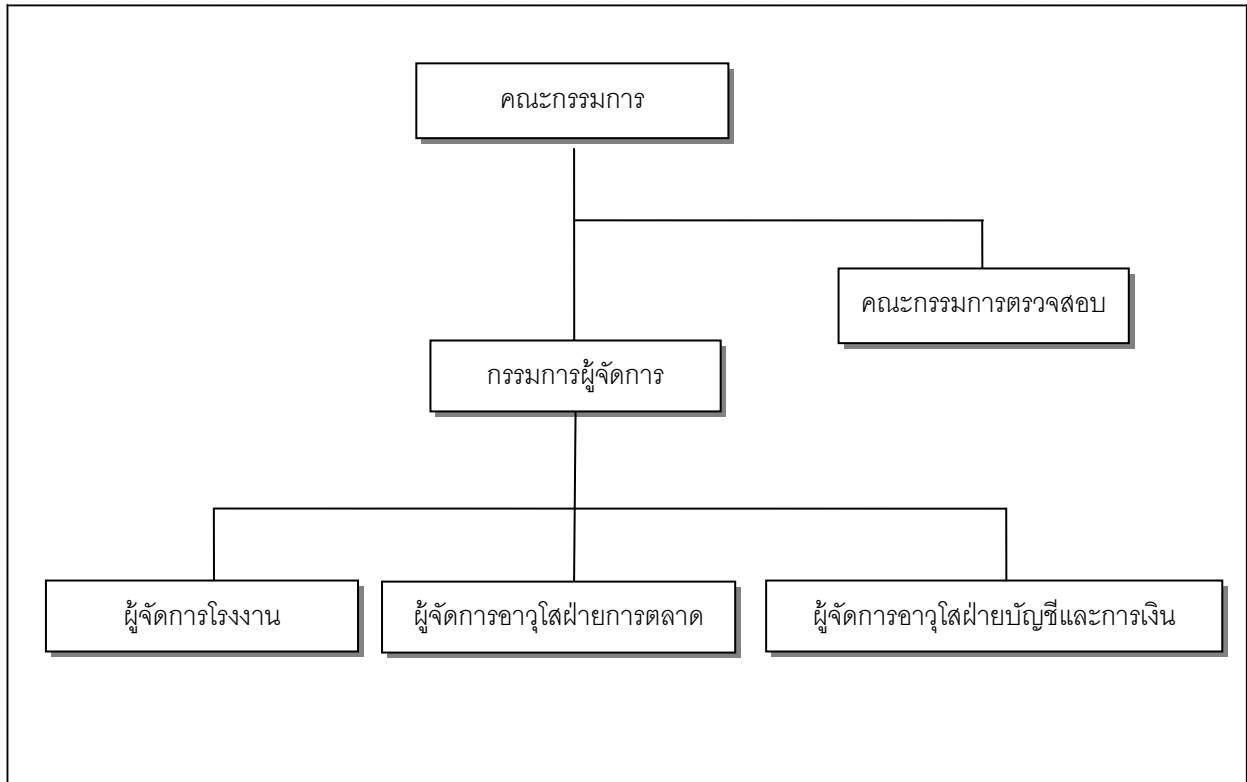 คณะกรรมการ
คณะกรรมการตรวจสอบ
กรรมการผู้จัดการ
ผู้จัดการโรงงาน
ผู้จัดการอาวุโสฝ่ายการตลาด
ผู้จัดการอาวุโสฝ่ายบัญชีและการเงิน